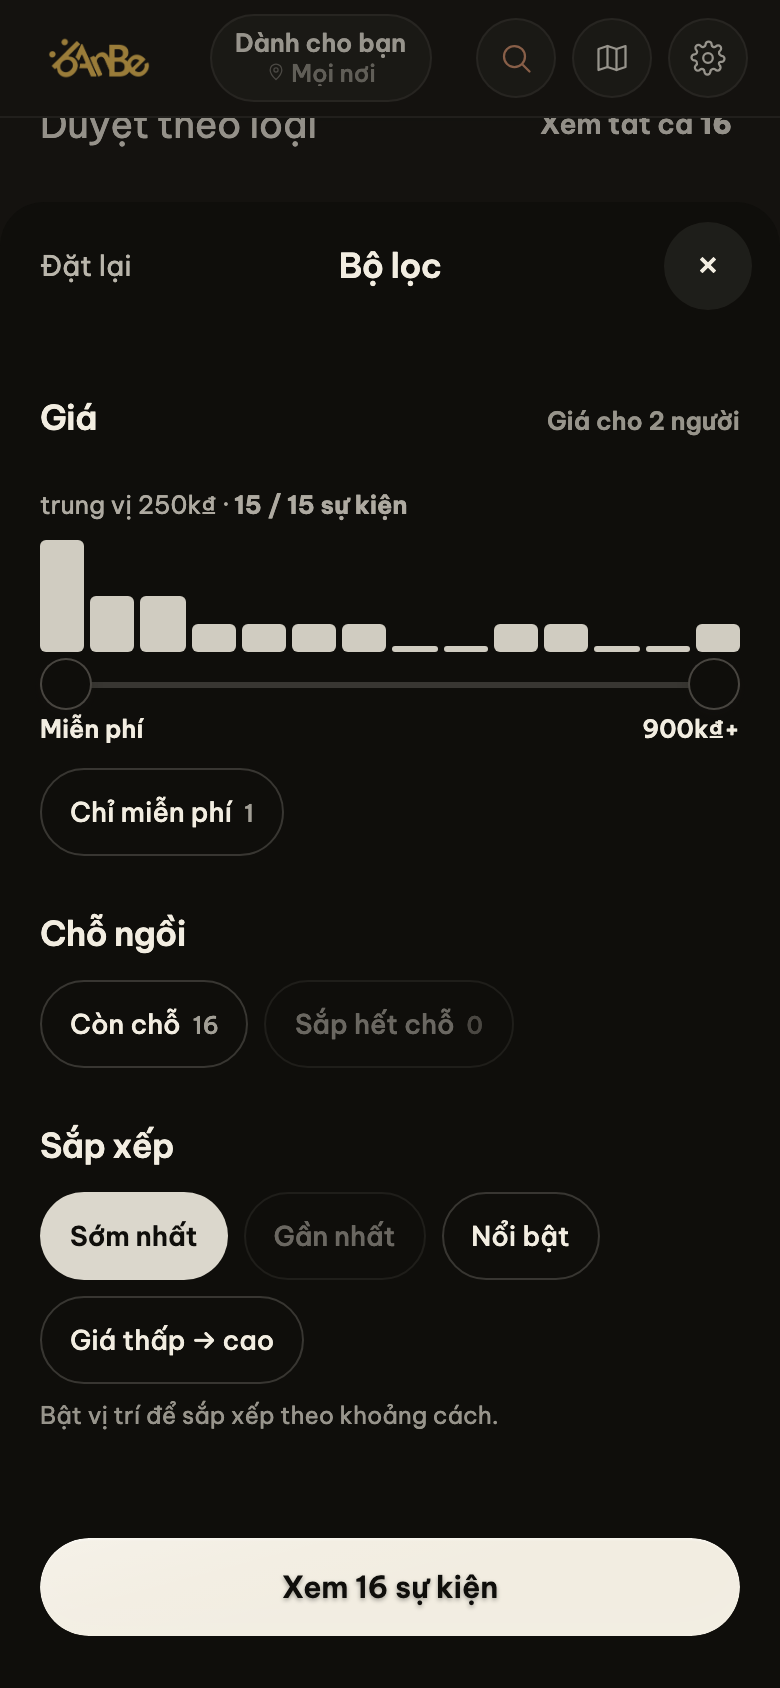 ỏAnBe
Dành cho bạn
Mọi nơi
Duyệt theo loại
Xem tất cả 16
Đặt lại
Bộ lọc
×
Giá
Giá cho 2 người
trung vị 250k₫ · 15 / 15 sự kiện
Miễn phí
900k₫+
Chỉ miễn phí 1
Chỗ ngồi
Còn chỗ 16
Sắp hết chỗ 0
Sắp xếp
Sớm nhất
Gần nhất
Nổi bật
Giá thấp → cao
Bật vị trí để sắp xếp theo khoảng cách.
Xem 16 sự kiện